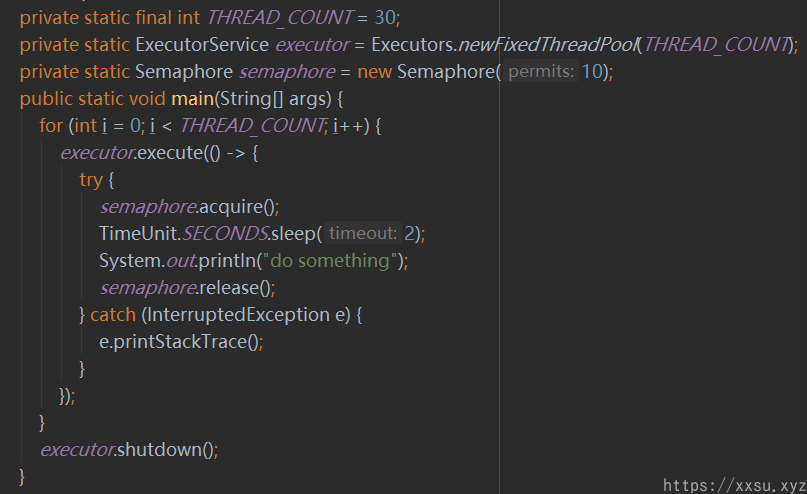 private static final int THREAD_COUNT = 30;
private static ExecutorService executor = Executors.newFixedThreadPool(THREAD_COUNT);
private static Semaphore semaphore = new Semaphore( permits: 10);
public static void main(String[] args) {
for (int i = 0; i < THREAD_COUNT; i++) {
executor.execute(() -> {
try {
semaphore.acquire();
TimeUnit.SECONDS.sleep( timeout: 2);
System.out.println("do something");
semaphore.release();
} catch (InterruptedException e) {
e.printStackTrace();
}
});
}
executor.shutdown();
}
https://xxsu.xyz